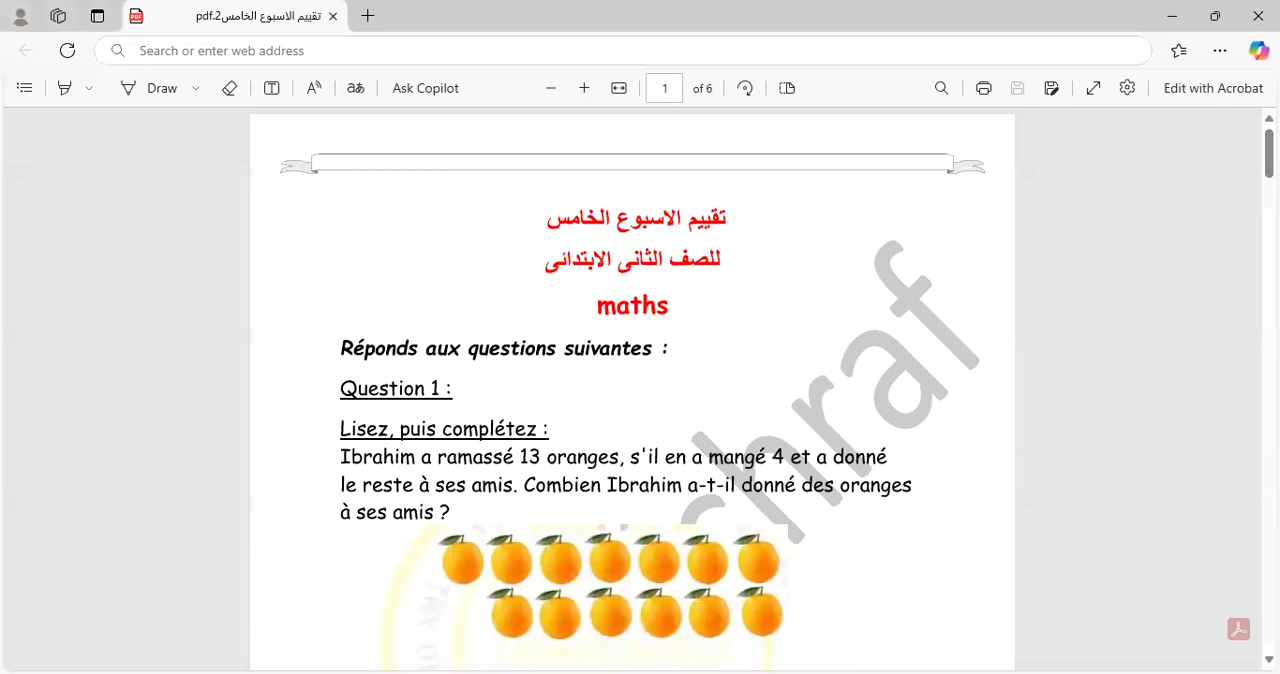 تقييم الاسبوع الخامس2.pdf
Search or enter web address
Draw
Ask Copilot
1 of 6
Edit with Acrobat
تقييم الاسبوع الخامس
للصف الثانى الابتدائى
maths
Réponds aux questions suivantes :
Question 1 :
Lisez, puis complétez :
Ibrahim a ramassé 13 oranges, s'il en a mangé 4 et a donné
le reste à ses amis. Combien Ibrahim a-t-il donné des oranges
à ses amis ?